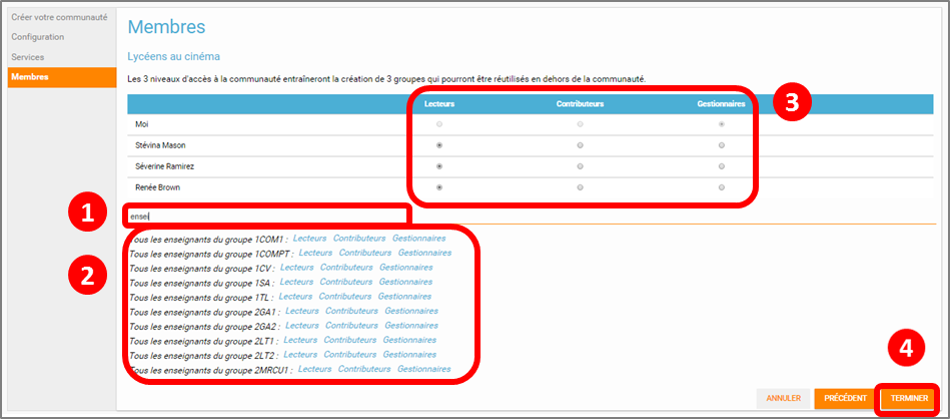 Créer votre communauté
Configuration
Services
Membres
Membres
Lycéens au cinéma
Les 3 niveaux d'accès à la communauté entraîneront la création de 3 groupes qui pourront être réutilisés en dehors de la communauté.
Lecteurs Contributeurs Gestionnaires
3
Moi
Stévina Mason
Séverine Ramirez
Renée Brown
1
ensei
2
Tous les enseignants du groupe 1COM1 : Lecteurs Contributeurs Gestionnaires
Tous les enseignants du groupe 1COMPT : Lecteurs Contributeurs Gestionnaires
Tous les enseignants du groupe 1CV : Lecteurs Contributeurs Gestionnaires
Tous les enseignants du groupe 1SA : Lecteurs Contributeurs Gestionnaires
Tous les enseignants du groupe 1TL : Lecteurs Contributeurs Gestionnaires
Tous les enseignants du groupe 2GA1 : Lecteurs Contributeurs Gestionnaires
Tous les enseignants du groupe 2GA2 : Lecteurs Contributeurs Gestionnaires
Tous les enseignants du groupe 2LT1 : Lecteurs Contributeurs Gestionnaires
Tous les enseignants du groupe 2LT2 : Lecteurs Contributeurs Gestionnaires
Tous les enseignants du groupe 2MRCU1 : Lecteurs Contributeurs Gestionnaires
4
ANNULER PRÉCÉDENT TERMINER